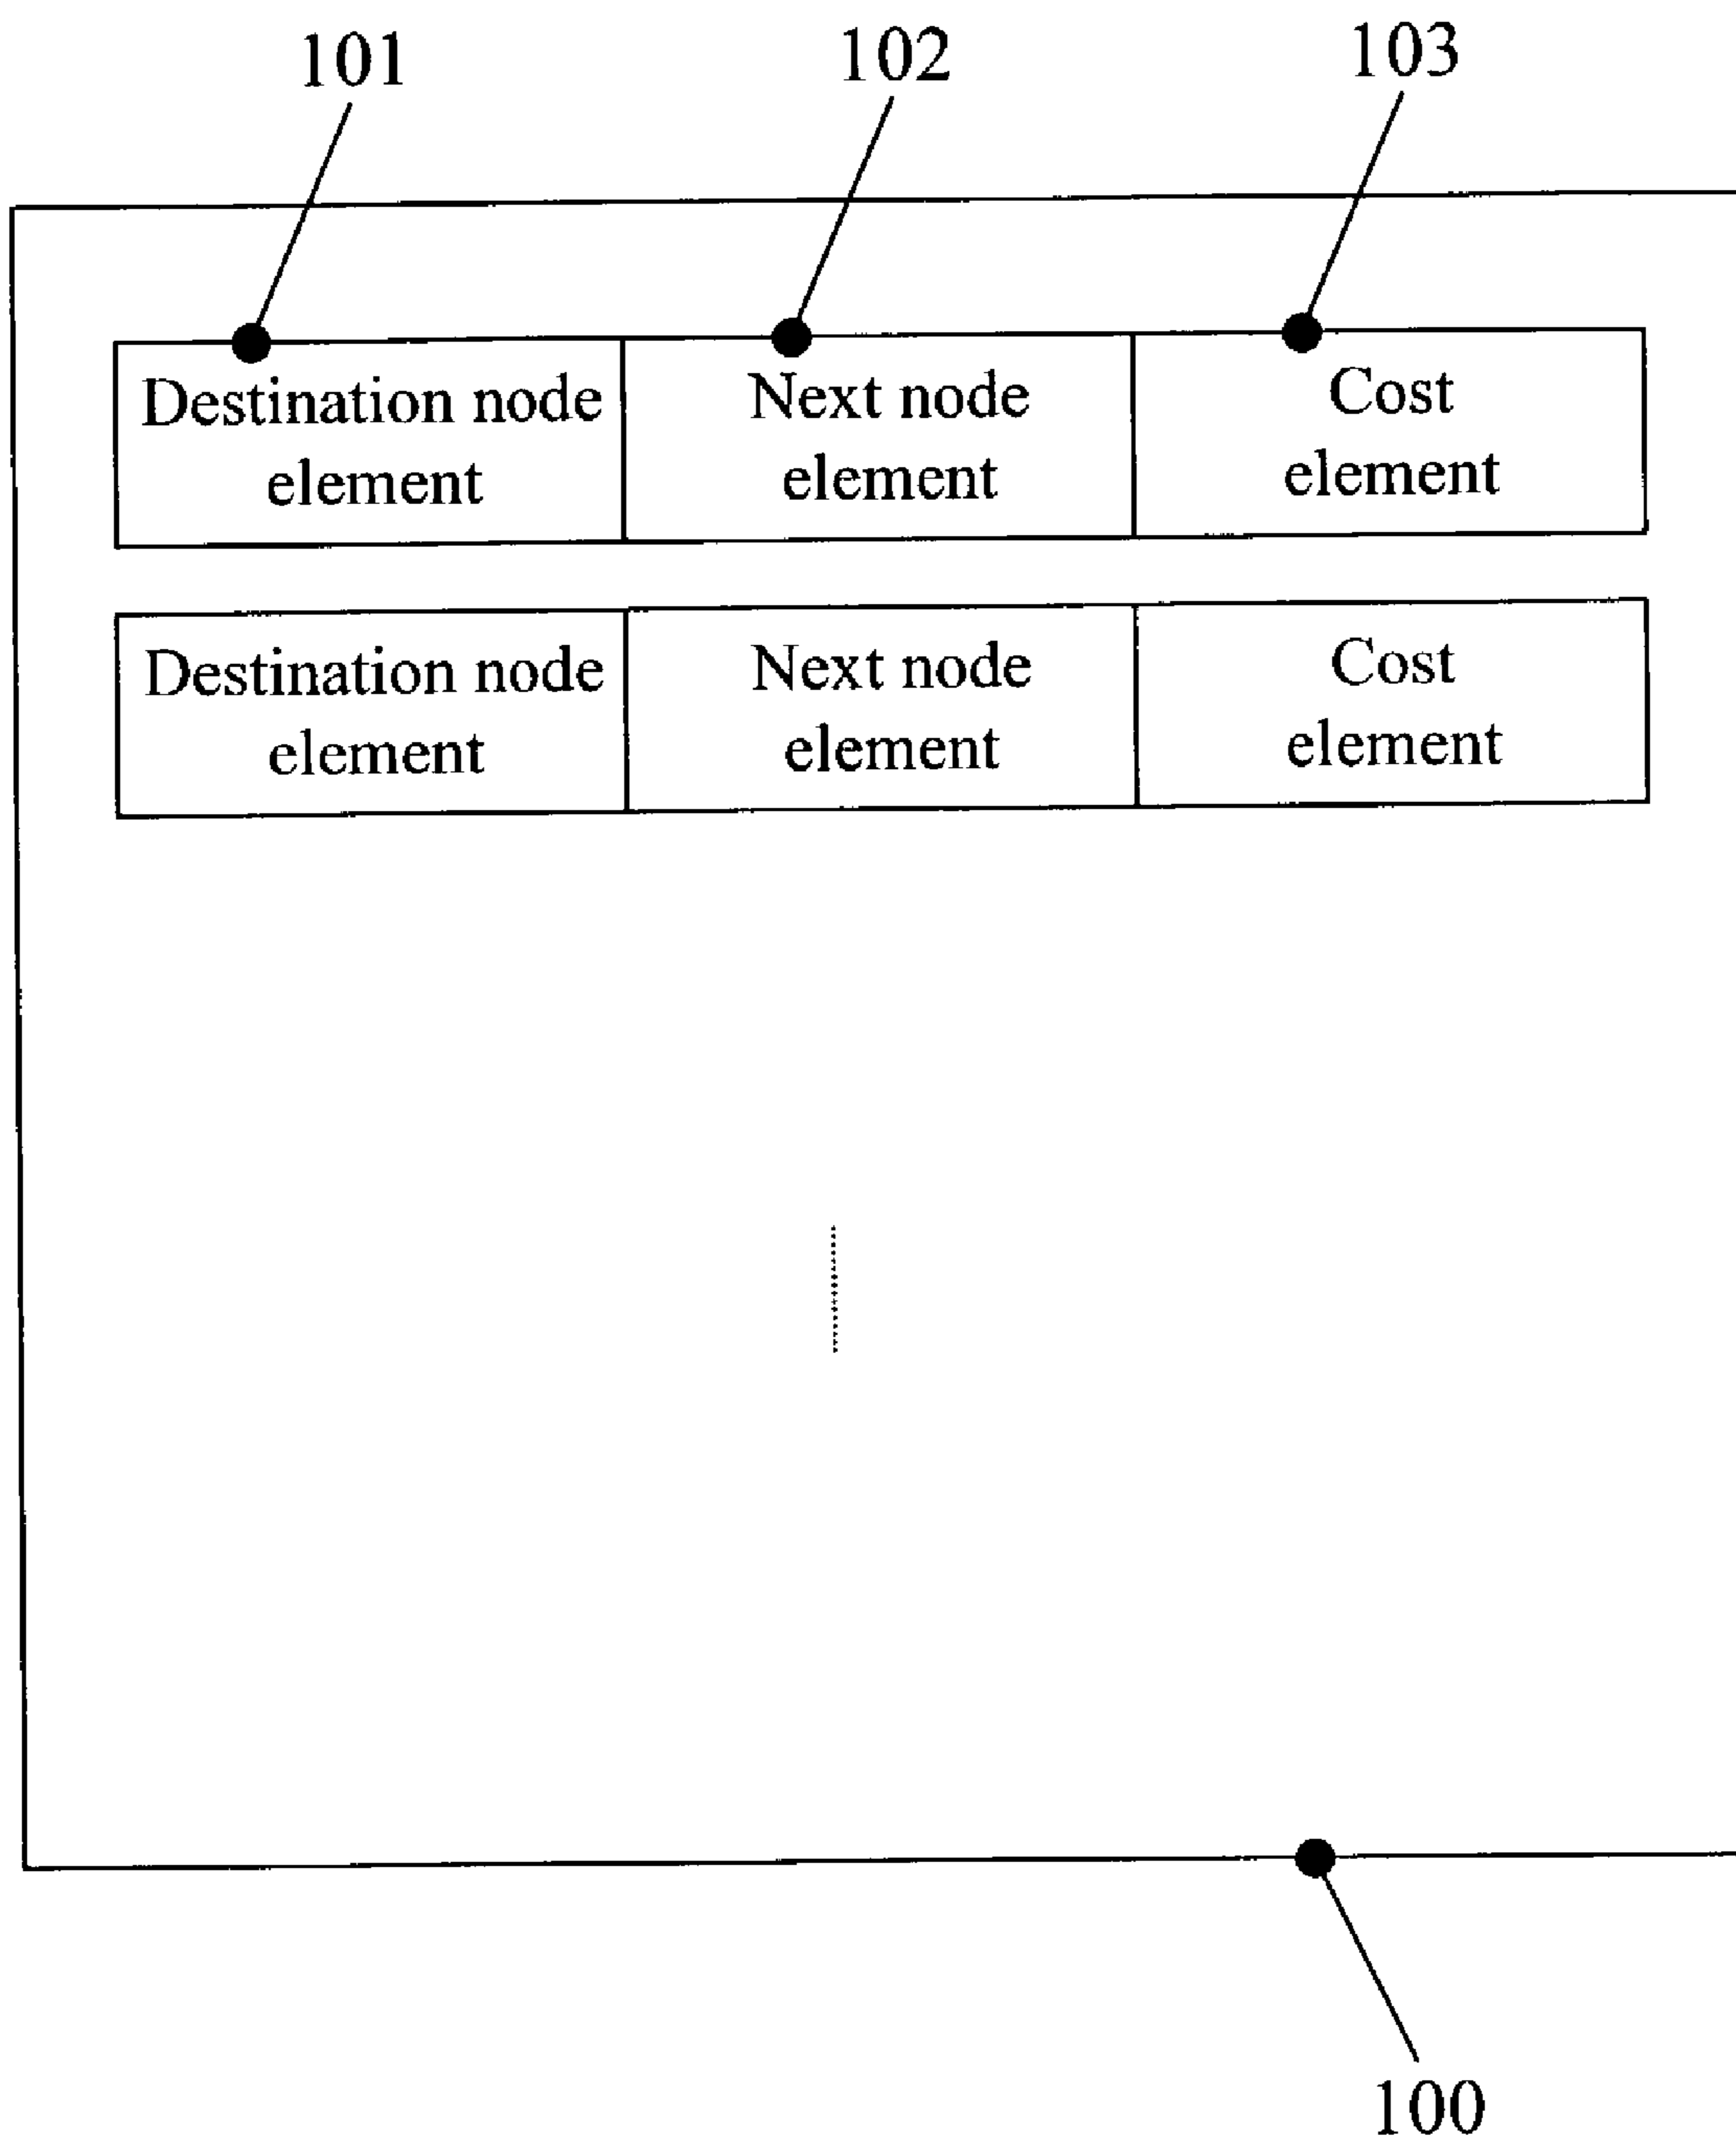 101 102 103
Destination node Next node Cost
element element element
Destination node Next node Cost
element element element
100